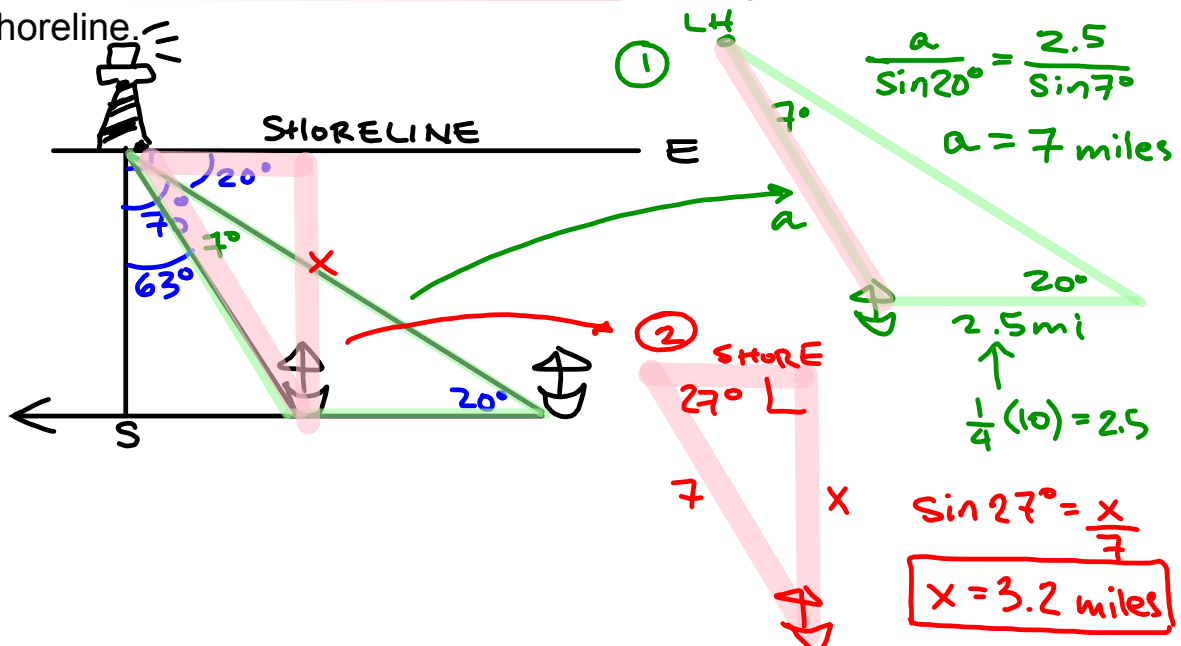 horeline.
SHORELINE
E
20°
70°
7°
63°
x
20°
S
①
LH
7°
a
20°
2.5mi
1/4 (10) = 2.5
a/sin20° = 2.5/sin7°
a = 7 miles
②
SHORE
27°
7
x
sin 27° = x/7
x = 3.2 miles